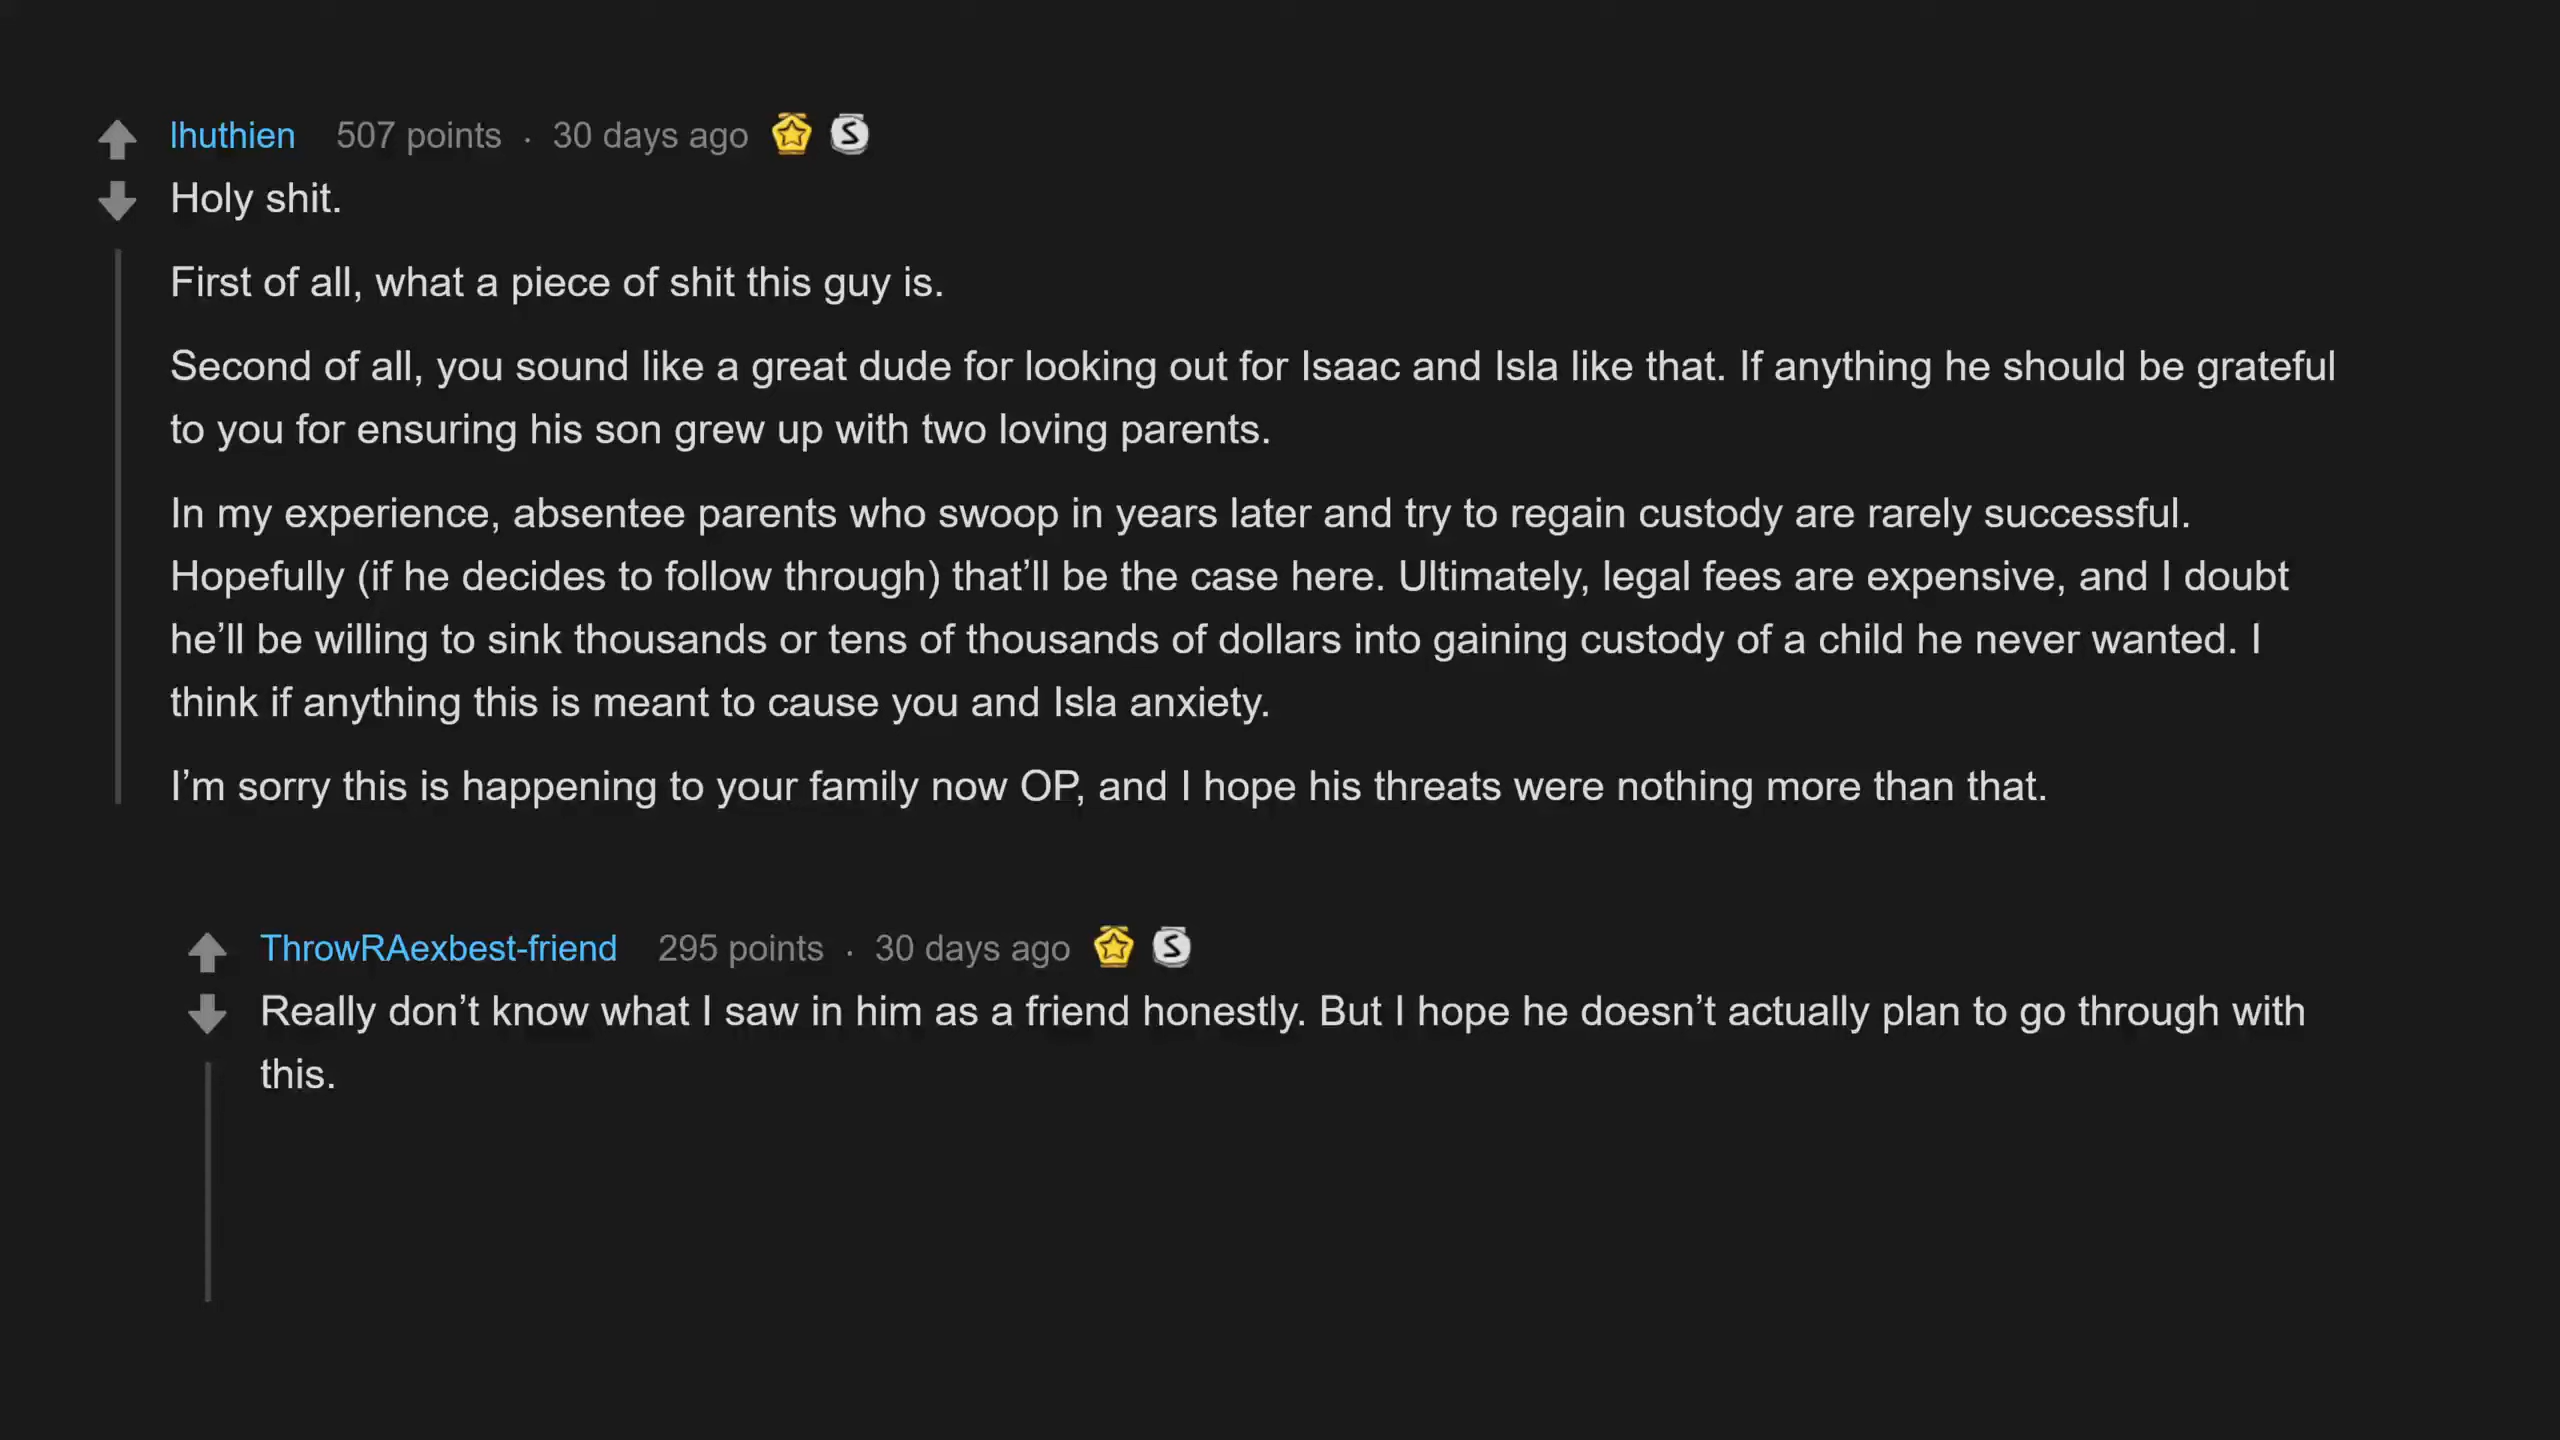 lhuthien 507 points · 30 days ago S
Holy shit.
First of all, what a piece of shit this guy is.
Second of all, you sound like a great dude for looking out for Isaac and Isla like that. If anything he should be grateful
to you for ensuring his son grew up with two loving parents.
In my experience, absentee parents who swoop in years later and try to regain custody are rarely successful.
Hopefully (if he decides to follow through) that’ll be the case here. Ultimately, legal fees are expensive, and I doubt
he’ll be willing to sink thousands or tens of thousands of dollars into gaining custody of a child he never wanted. I
think if anything this is meant to cause you and Isla anxiety.
I’m sorry this is happening to your family now OP, and I hope his threats were nothing more than that.
ThrowRAexbest-friend 295 points · 30 days ago S
Really don’t know what I saw in him as a friend honestly. But I hope he doesn’t actually plan to go through with
this.